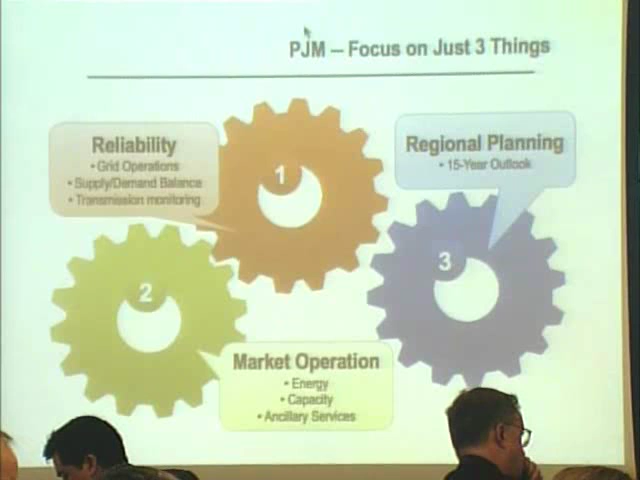 PJM – Focus on Just 3 Things
Reliability
• Grid Operations
• Supply/Demand Balance
• Transmission monitoring
1
Regional Planning
• 15-Year Outlook
3
2
Market Operation
• Energy
• Capacity
• Ancillary Services